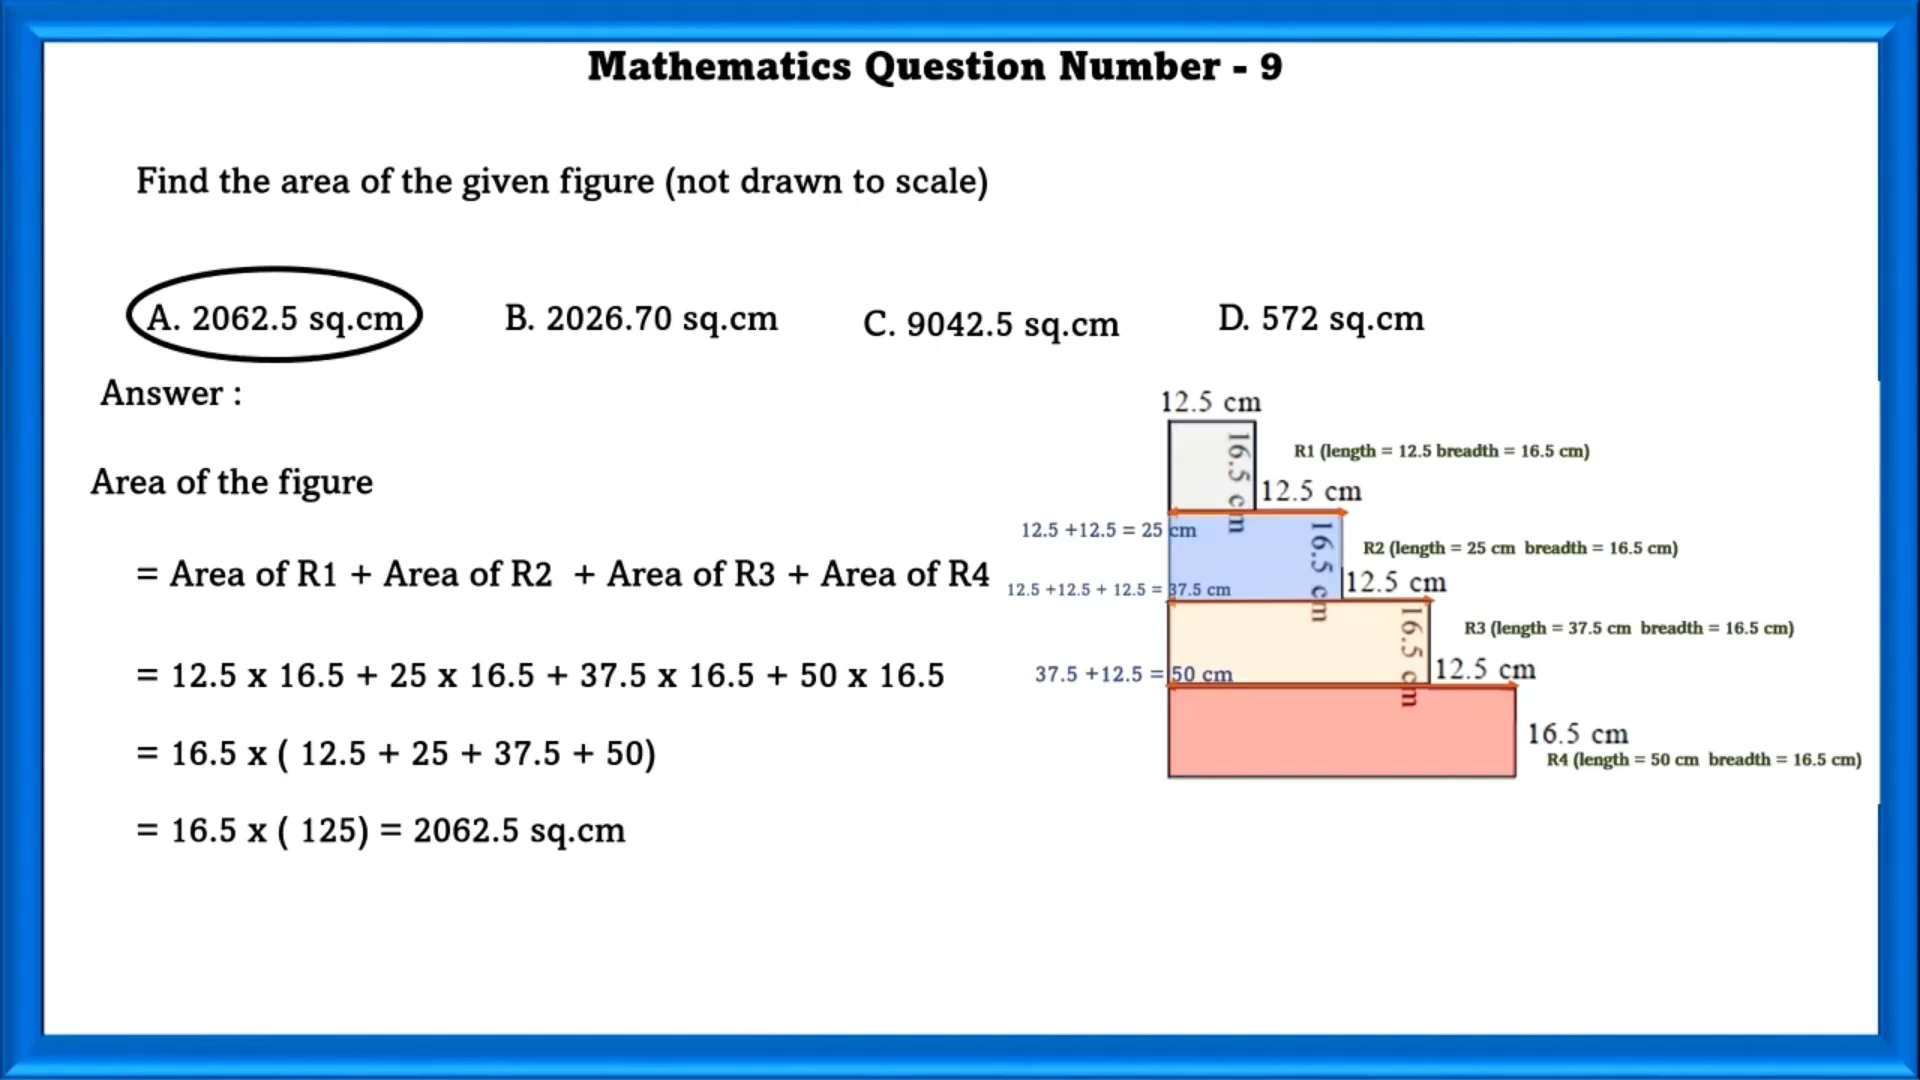 Mathematics Question Number - 9
Find the area of the given figure (not drawn to scale)
A. 2062.5 sq.cm
B. 2026.70 sq.cm
C. 9042.5 sq.cm
D. 572 sq.cm
Answer :
Area of the figure
= Area of R1 + Area of R2 + Area of R3 + Area of R4
= 12.5 x 16.5 + 25 x 16.5 + 37.5 x 16.5 + 50 x 16.5
= 16.5 x ( 12.5 + 25 + 37.5 + 50)
= 16.5 x ( 125) = 2062.5 sq.cm
12.5 cm
16.5 cm
R1 (length = 12.5 breadth = 16.5 cm)
12.5 cm
12.5 +12.5 = 25 cm
16.5 cm
R2 (length = 25 cm breadth = 16.5 cm)
12.5 cm
12.5 +12.5 + 12.5 = 37.5 cm
16.5 cm
R3 (length = 37.5 cm breadth = 16.5 cm)
12.5 cm
37.5 +12.5 = 50 cm
16.5 cm
R4 (length = 50 cm breadth = 16.5 cm)